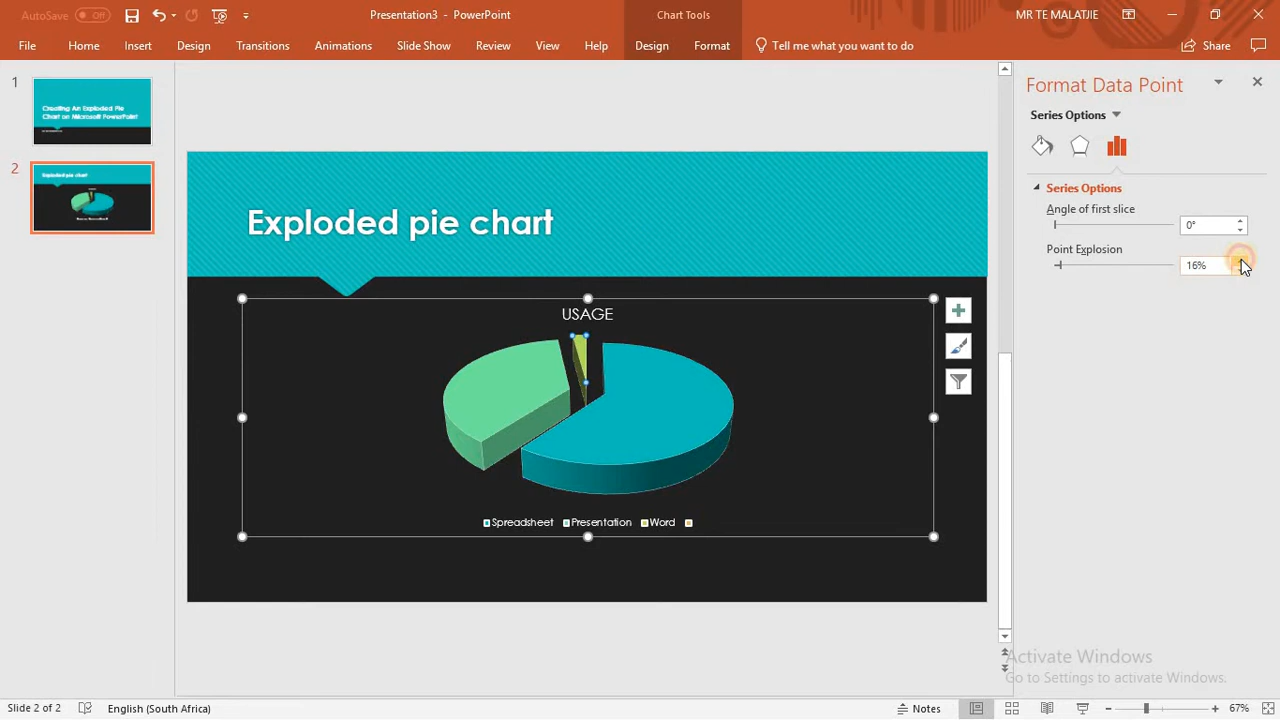 AutoSave Off
Presentation3 - PowerPoint
Chart Tools
MR TE MALATJIE
File Home Insert Design Transitions Animations Slide Show Review View Help Design Format Tell me what you want to do Share
1
Creating An Exploded Pie
Chart on Microsoft PowerPoint
2
Exploded pie chart
Exploded pie chart
USAGE
Spreadsheet Presentation Word
Format Data Point
Series Options
Series Options
Angle of first slice
0°
Point Explosion
16%
Activate Windows
Go to Settings to activate Windows.
Slide 2 of 2
English (South Africa)
Notes
67%